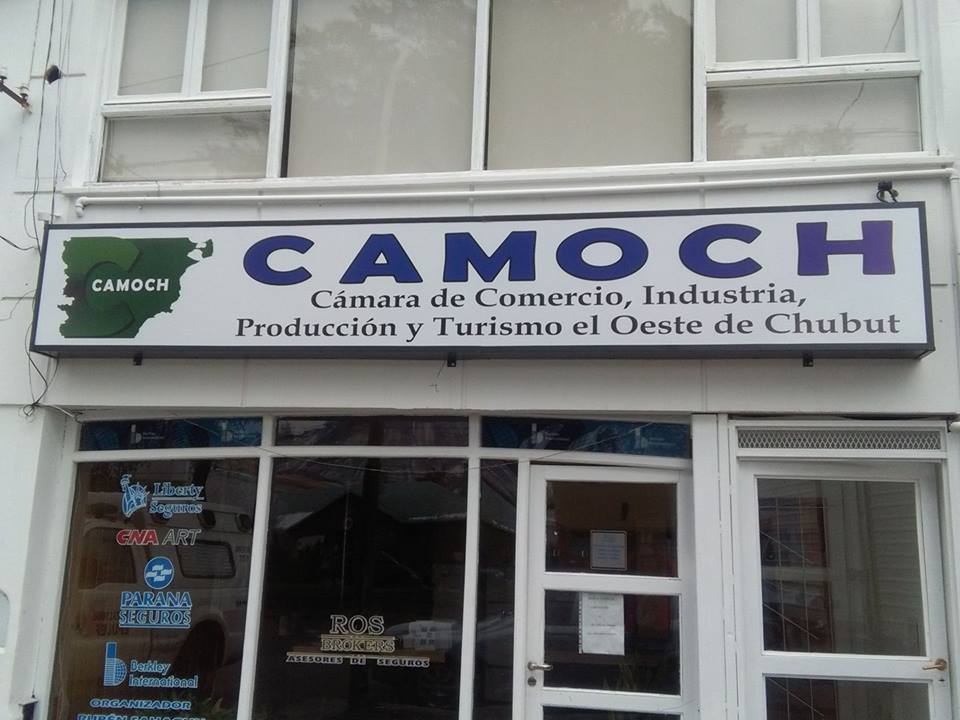 CAMOCH
CAMOCH
Cámara de Comercio, Industria,
Producción y Turismo el Oeste de Chubut
Liberty
Seguros
CNA ART
PARANA
SEGUROS
Berkley
International
ORGANIZADOR
RUBÉN
ROS
BROKERS
ASESORES DE SEGUROS